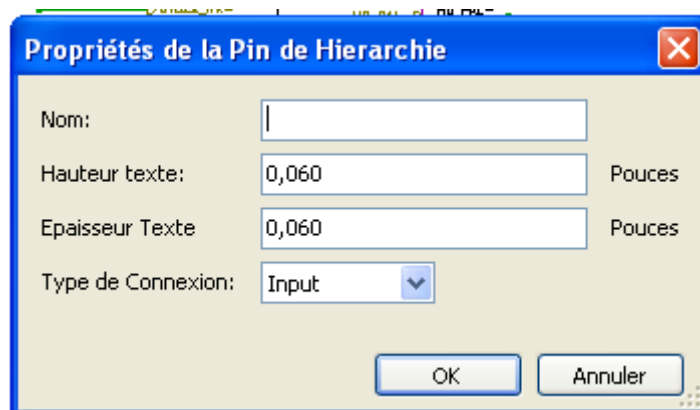 Propriétés de la Pin de Hierarchie
Nom:
Hauteur texte: 0,060 Pouces
Epaisseur Texte 0,060 Pouces
Type de Connexion: Input
OK Annuler